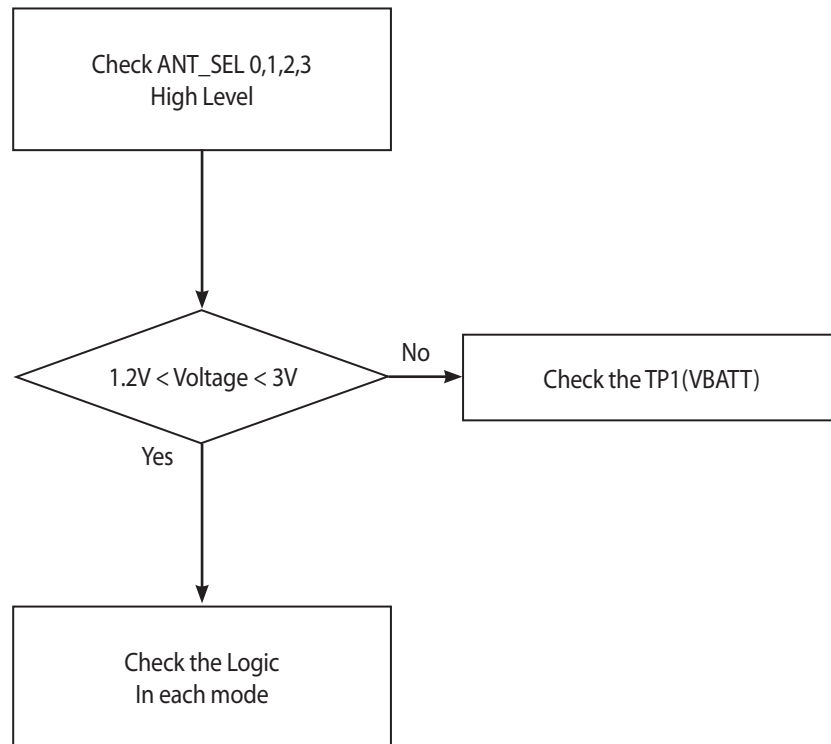 Check ANT_SEL 0,1,2,3
High Level
1.2V < Voltage < 3V
No
Check the TP1(VBATT)
Yes
Check the Logic
In each mode